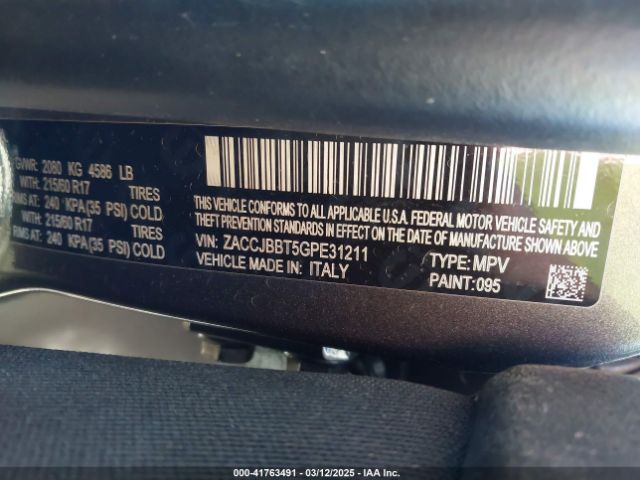 GVWR: 2080 KG 4586 LB
WITH: 215/60 R17 TIRES
RIMS AT: 240 KPA(35 PSI) COLD
WITH: 215/60 R17 TIRES
RIMS AT: 240 KPA(35 PSI) COLD
THIS VEHICLE CONFORMS TO ALL APPLICABLE U.S.A. FEDERAL MOTOR VEHICLE SAFETY AND
THEFT PREVENTION STANDARDS IN EFFECT ON THE DATE OF MANUFACTURE SHOWN ABOVE.
VIN: ZACCJBBT5GPE31211
TYPE: MPV
VEHICLE MADE IN: ITALY
PAINT: 095
00-41763491 - 03/12/2025 - IAA Inc.